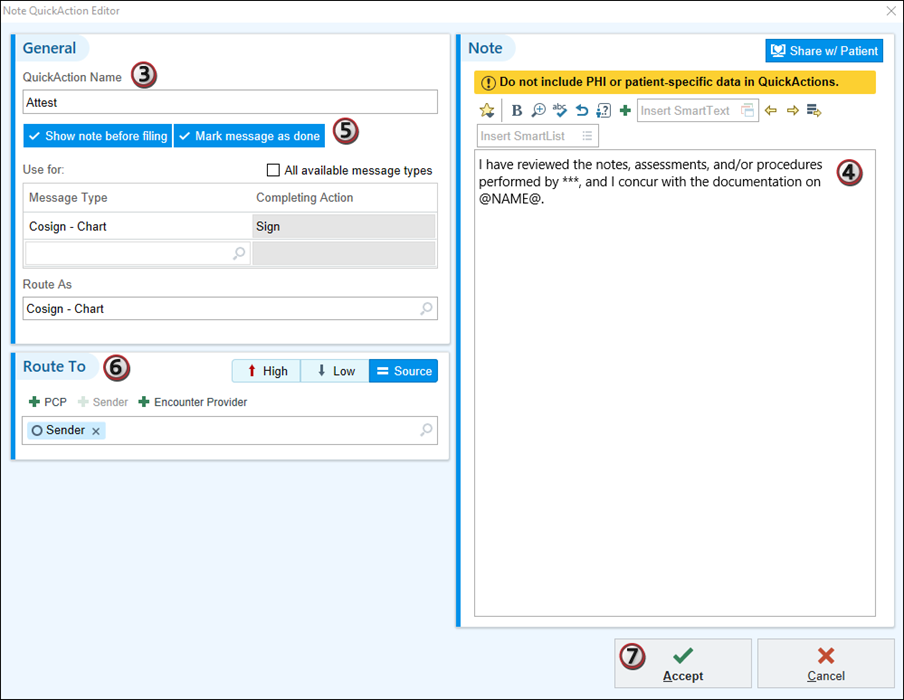 Note QuickAction Editor
General
QuickAction Name 3
Attest
Show note before filing Mark message as done 5
Use for: All available message types
Message Type Completing Action
Cosign - Chart Sign
Route As
Cosign - Chart
Route To 6 High Low Source
PCP Sender Encounter Provider
Sender
Note Share w/ Patient
Do not include PHI or patient-specific data in QuickActions.
B abc Insert SmartText
Insert SmartList
I have reviewed the notes, assessments, and/or procedures 4
performed by ***, and I concur with the documentation on
@NAME@.
7 Accept Cancel